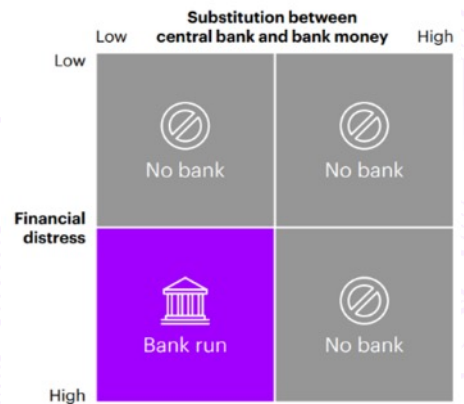 Substitution between
Low central bank and bank money High
Low
No bank
No bank
Financial
distress
Bank run
No bank
High